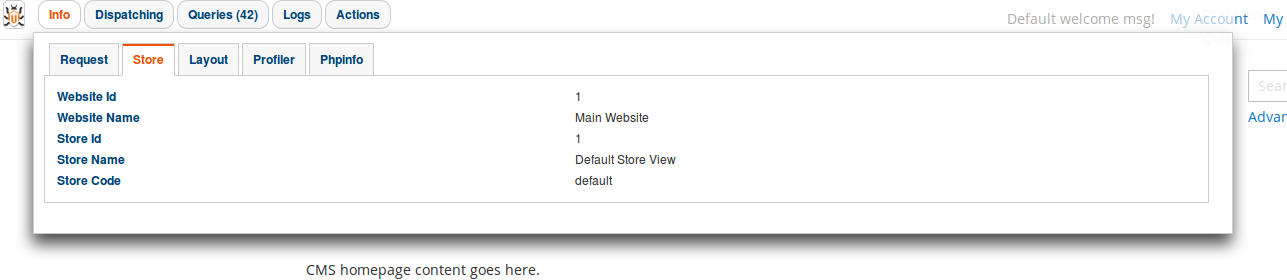 Info Dispatching Queries (42) Logs Actions
Default welcome msg! My Account My
Request Store Layout Profiler Phpinfo
Website Id 1
Website Name Main Website
Store Id 1
Store Name Default Store View
Store Code default
Sear
Advar
CMS homepage content goes here.